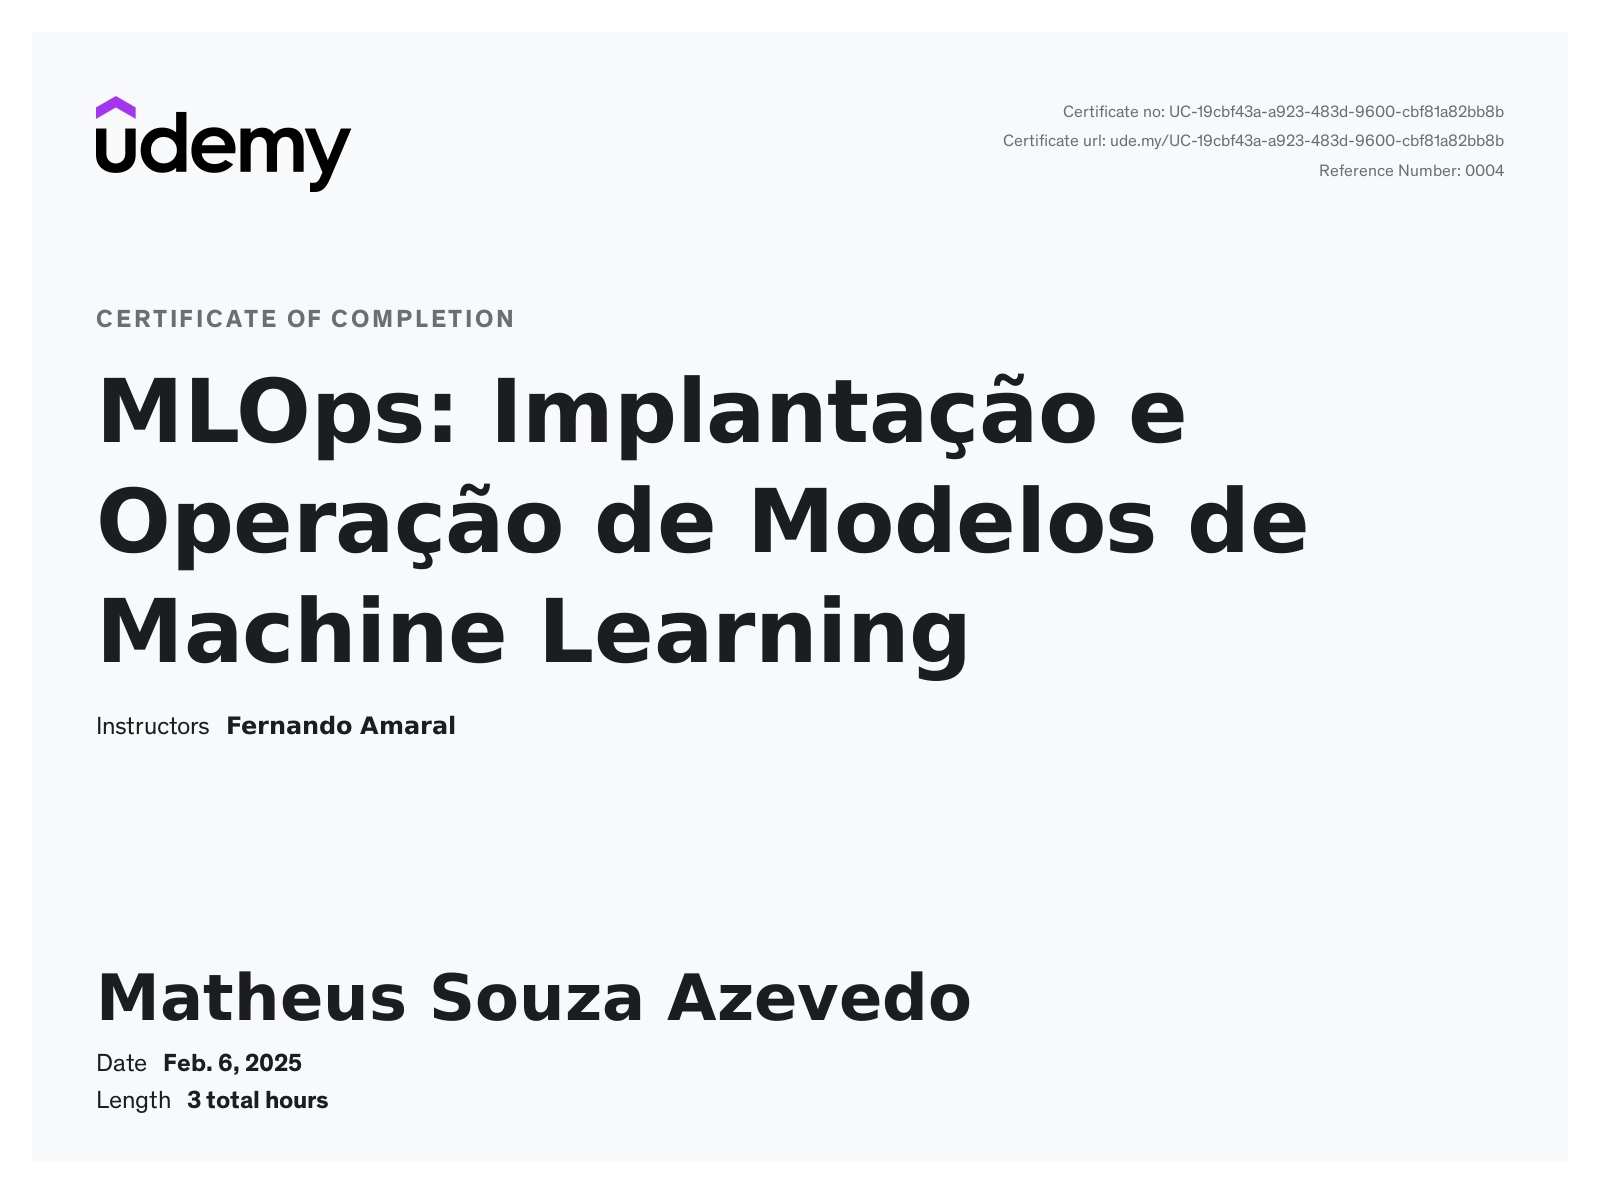 udemy
Certificate no: UC-19cbf43a-a923-483d-9600-cbf81a82bb8b
Certificate url: ude.my/UC-19cbf43a-a923-483d-9600-cbf81a82bb8b
Reference Number: 0004
CERTIFICATE OF COMPLETION
MLOps: Implantação e
Operação de Modelos de
Machine Learning
Instructors Fernando Amaral
Matheus Souza Azevedo
Date Feb. 6, 2025
Length 3 total hours